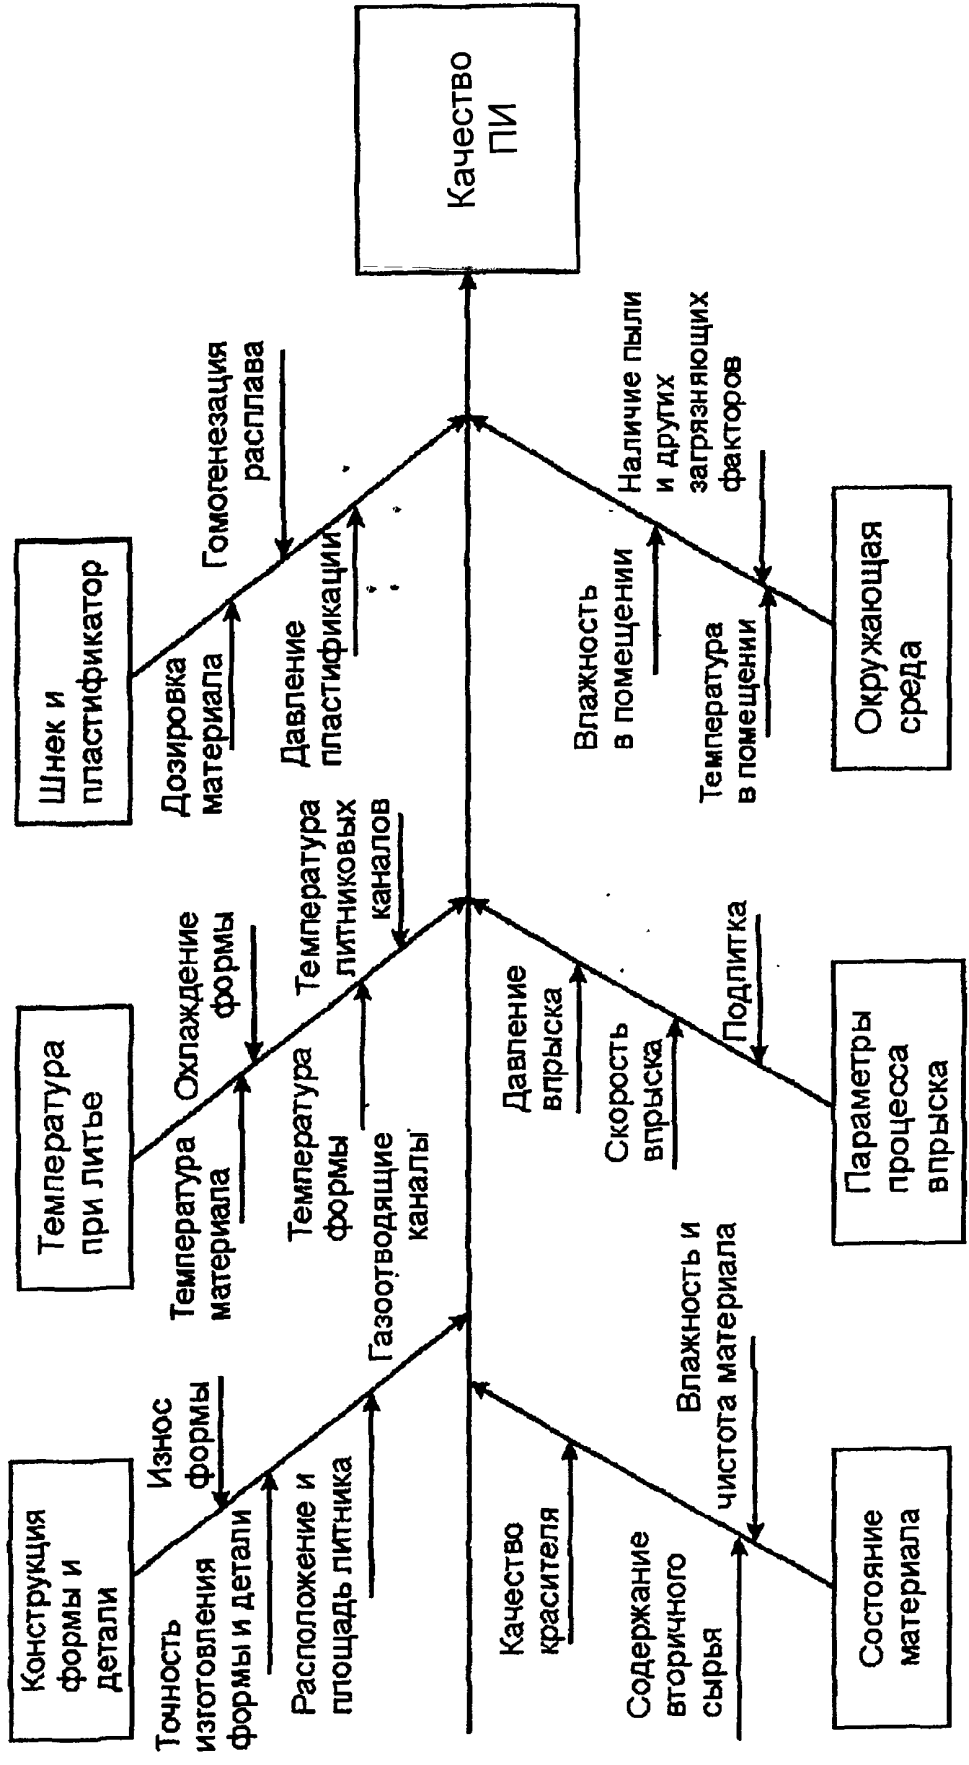 Конструкция
формы и
детали
Температура
при литье
Шнек и
пластификатор
Износ
формы
Точность
изготовления
формы и детали
Расположение и
площадь литника
Газоотводящие
каналы
Охлаждение
формы
Температура
материала
Температура
формы
Температура
литниковых
каналов
Дозировка
материала
Гомогенезация
расплава
Давление
пластификации
Качество
ПИ
Качество
красителя
Содержание
вторичного
сырья
Влажность и
чистота материала
Давление
впрыска
Скорость
впрыска
Подпитка
Влажность
в помещении
Температура
в помещении
Наличие пыли
и других
загрязняющих
факторов
Состояние
материала
Параметры
процесса
впрыска
Окружающая
среда